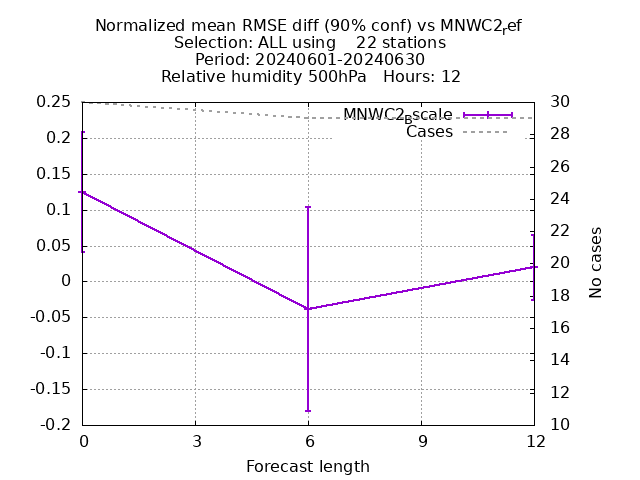 Normalized mean RMSE diff (90% conf) vs MNWC2_ref
Selection: ALL using    22 stations
Period: 20240601-20240630
Relative humidity 500hPa   Hours: 12
0.25
0.2
0.15
0.1
0.05
0
-0.05
-0.1
-0.15
-0.2
30
28
26
24
22
20
18
16
14
12
10
MNWC2_Bscale
Cases
No cases
0 3 6 9 12
Forecast length